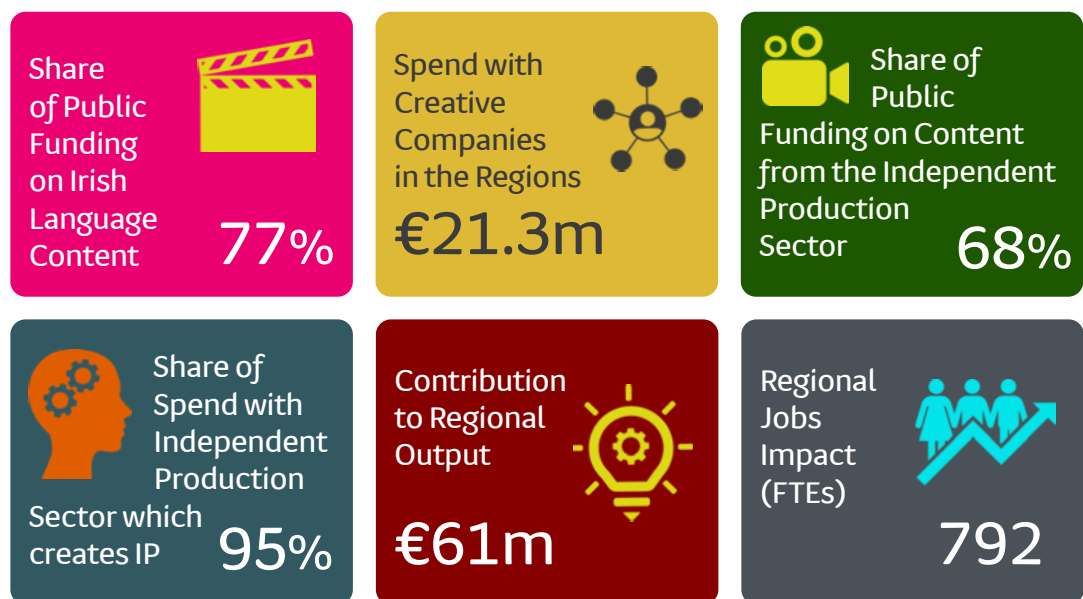 Share
of Public
Funding
on Irish
Language
Content
77%
Spend with
Creative
Companies
in the Regions
€21.3m
Share of
Public
Funding on Content
from the Independent
Production
Sector
68%
Share of
Spend with
Independent
Production
Sector which
creates IP
95%
Contribution
to Regional
Output
€61m
Regional
Jobs
Impact
(FTEs)
792